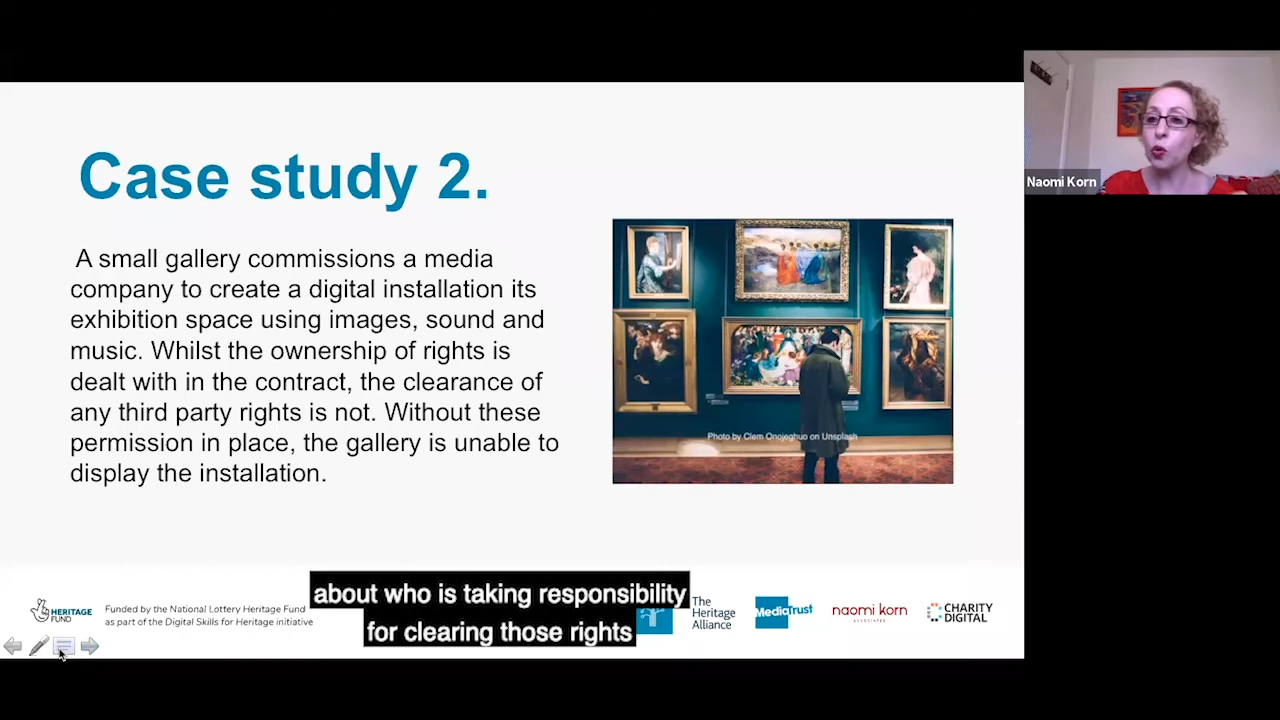 Case study 2.
A small gallery commissions a media
company to create a digital installation its
exhibition space using images, sound and
music. Whilst the ownership of rights is
dealt with in the contract, the clearance of
any third party rights is not. Without these
permission in place, the gallery is unable to
display the installation.
Photo by Clem Onojeghuo on Unsplash
Naomi Korn
about who is taking responsibility
for clearing those rights
HERITAGE
FUND
Funded by the National Lottery Heritage Fund
as part of the Digital Skills for Heritage initiative
The
Heritage
Alliance
MediaTrust
naomi korn
ASSOCIATES
CHARITY
DIGITAL